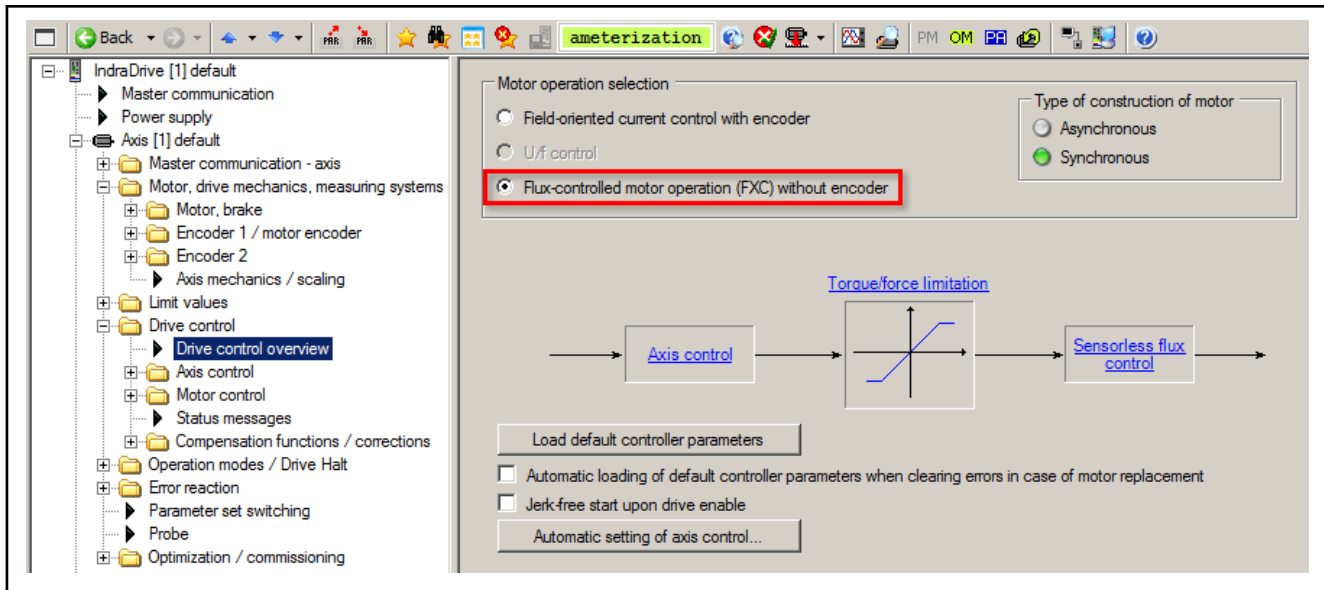 Back
PAR
PAR
ameterization
PM OM
IndraDrive [1] default
Master communication
Power supply
Axis [1] default
Master communication - axis
Motor, drive mechanics, measuring systems
Motor, brake
Encoder 1 / motor encoder
Encoder 2
Axis mechanics / scaling
Limit values
Drive control
Drive control overview
Axis control
Motor control
Status messages
Compensation functions / corrections
Operation modes / Drive Halt
Error reaction
Parameter set switching
Probe
Optimization / commissioning
Motor operation selection
Field-oriented current control with encoder
U/f control
Flux-controlled motor operation (FXC) without encoder
Type of construction of motor
Asynchronous
Synchronous
Torque/force limitation
Axis control
Sensorless flux
control
Load default controller parameters
Automatic loading of default controller parameters when clearing errors in case of motor replacement
Jerk-free start upon drive enable
Automatic setting of axis control...